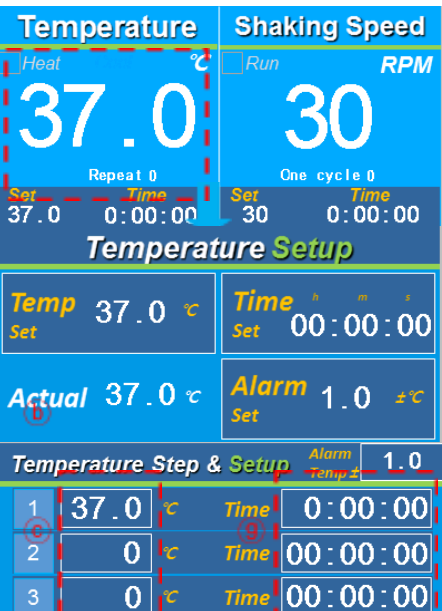 Temperature Shaking Speed
Heat ℃ Run RPM
37.0 30
Repeat 0 One cycle 0
Set Time Set Time
37.0 0:00:00 30 0:00:00
Temperature Setup
Temp 37.0 ℃ Time h m s
Set Set 00:00:00
Actual 37.0 ℃ Alarm 1.0 ±℃
b Set
Temperature Step & Setup Alarm Temp± 1.0
1 37.0 ℃ Time 0:00:00
c g
2 0 ℃ Time 00:00:00
3 0 ℃ Time 00:00:00